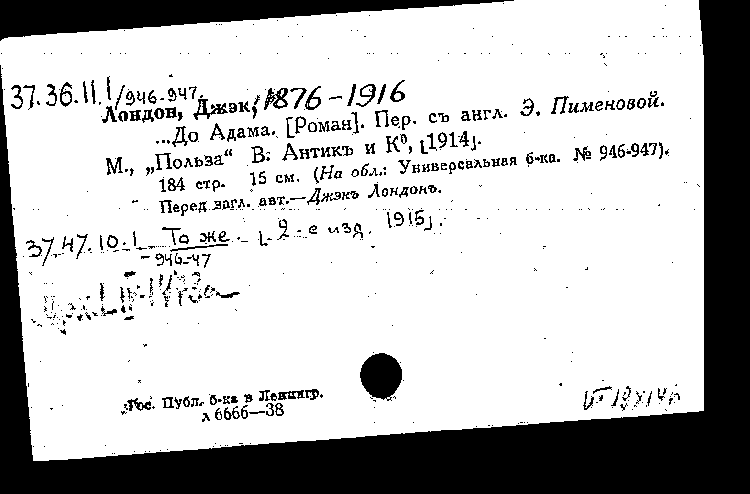 37.36.11.1/946-947.
Лондон, Джэк, 1876-1916
...До Адама. [Роман]. Пер. съ англ. Э. Пименовой.
М., „Польза“ В. Антикъ и К⁰, [1914].
184 стр. 15 см. (На обл.: Универсальная б-ка. № 946-947).
Перед загл. авт.—Джэкъ Лондонъ.
37.47.10.1 То же. [2-е изд. 1915].
946-47
Гос. Публ. б-ка в Ленингр.
л 6666—38